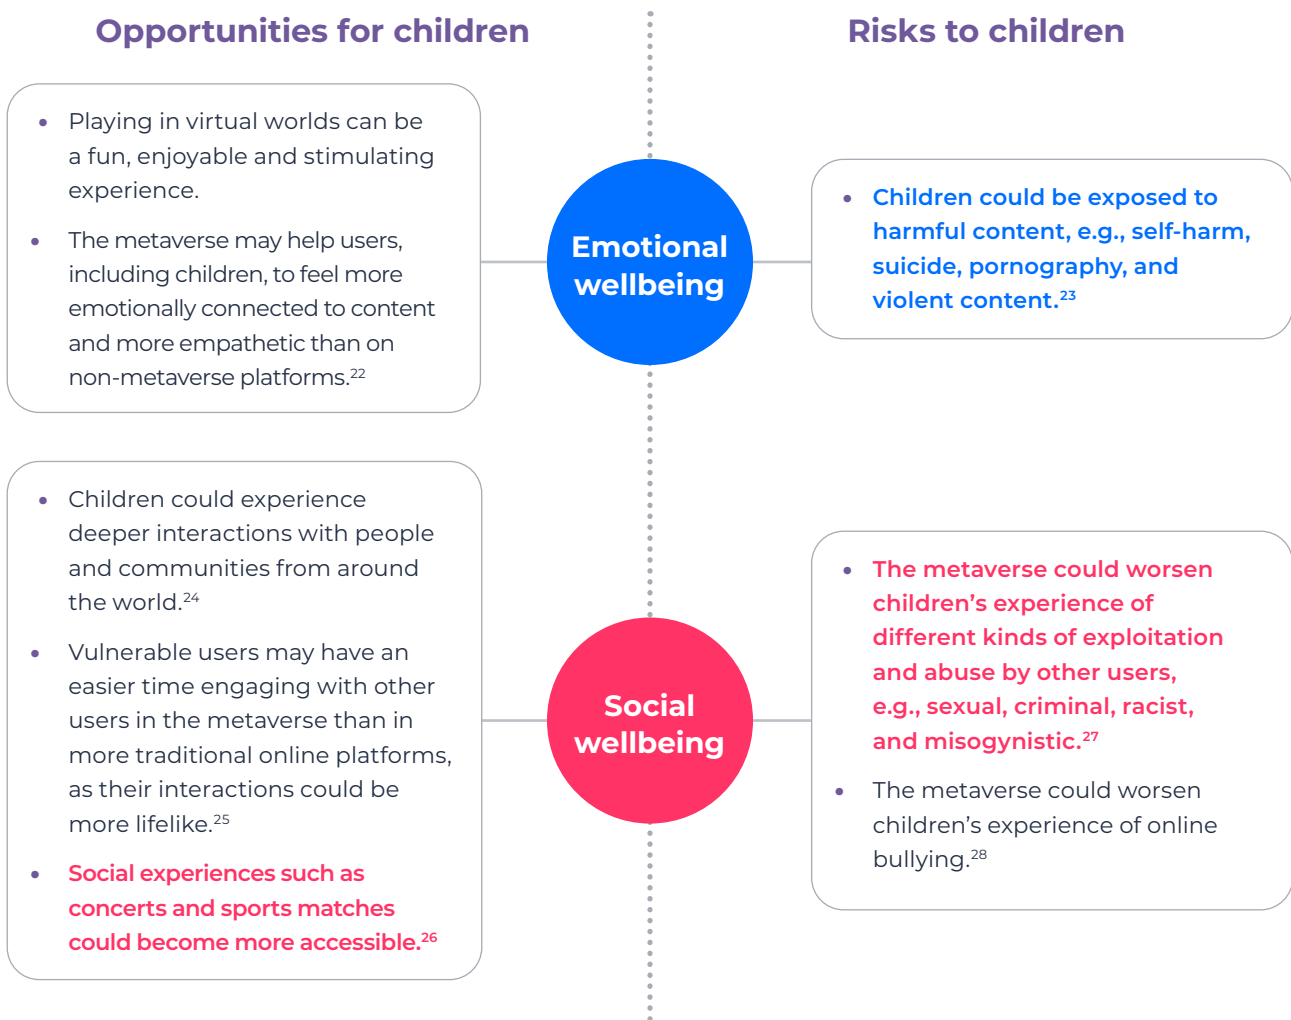 Opportunities for children
Risks to children
• Playing in virtual worlds can be
a fun, enjoyable and stimulating
experience.
• The metaverse may help users,
including children, to feel more
emotionally connected to content
and more empathetic than on
non-metaverse platforms.22
Emotional
wellbeing
• Children could be exposed to
harmful content, e.g., self-harm,
suicide, pornography, and
violent content.23
• Children could experience
deeper interactions with people
and communities from around
the world.24
• Vulnerable users may have an
easier time engaging with other
users in the metaverse than in
more traditional online platforms,
as their interactions could be
more lifelike.25
• Social experiences such as
concerts and sports matches
could become more accessible.26
Social
wellbeing
• The metaverse could worsen
children’s experience of
different kinds of exploitation
and abuse by other users,
e.g., sexual, criminal, racist,
and misogynistic.27
• The metaverse could worsen
children’s experience of online
bullying.28